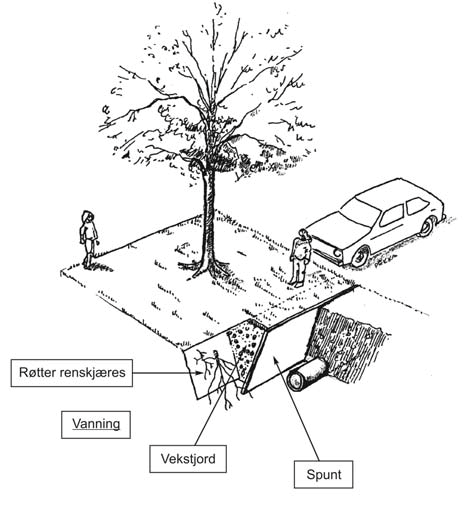 Røtter renskjæres
Vanning
Vekstjord
Spunt